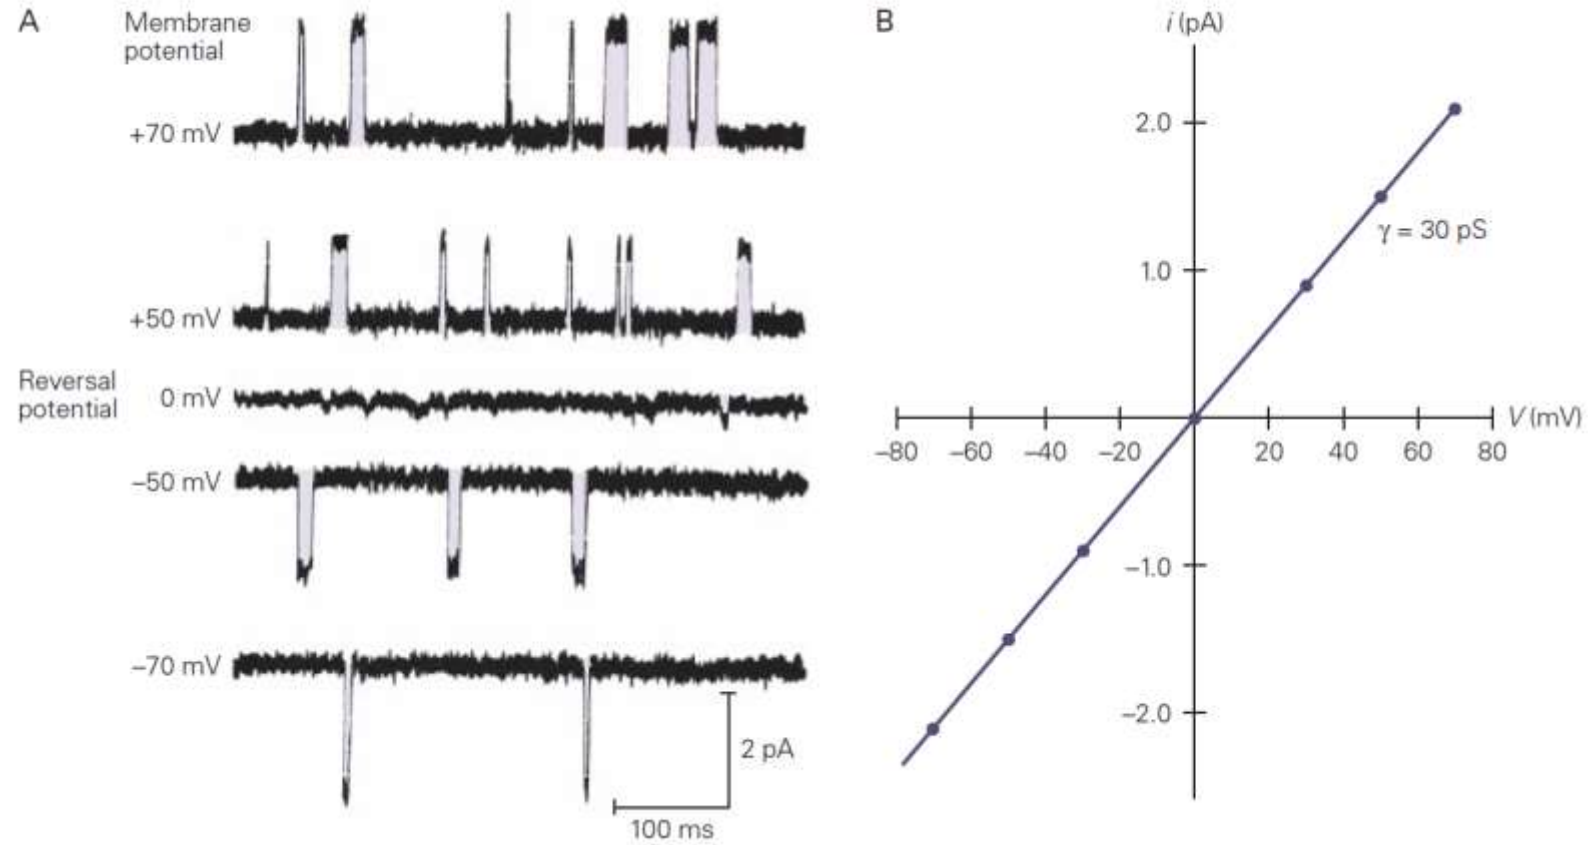 A
Membrane
potential
+70 mV
+50 mV
Reversal
potential
0 mV
–50 mV
–70 mV
2 pA
100 ms
B
i (pA)
2.0
1.0
γ = 30 pS
V (mV)
–80 –60 –40 –20 20 40 60 80
–1.0
–2.0